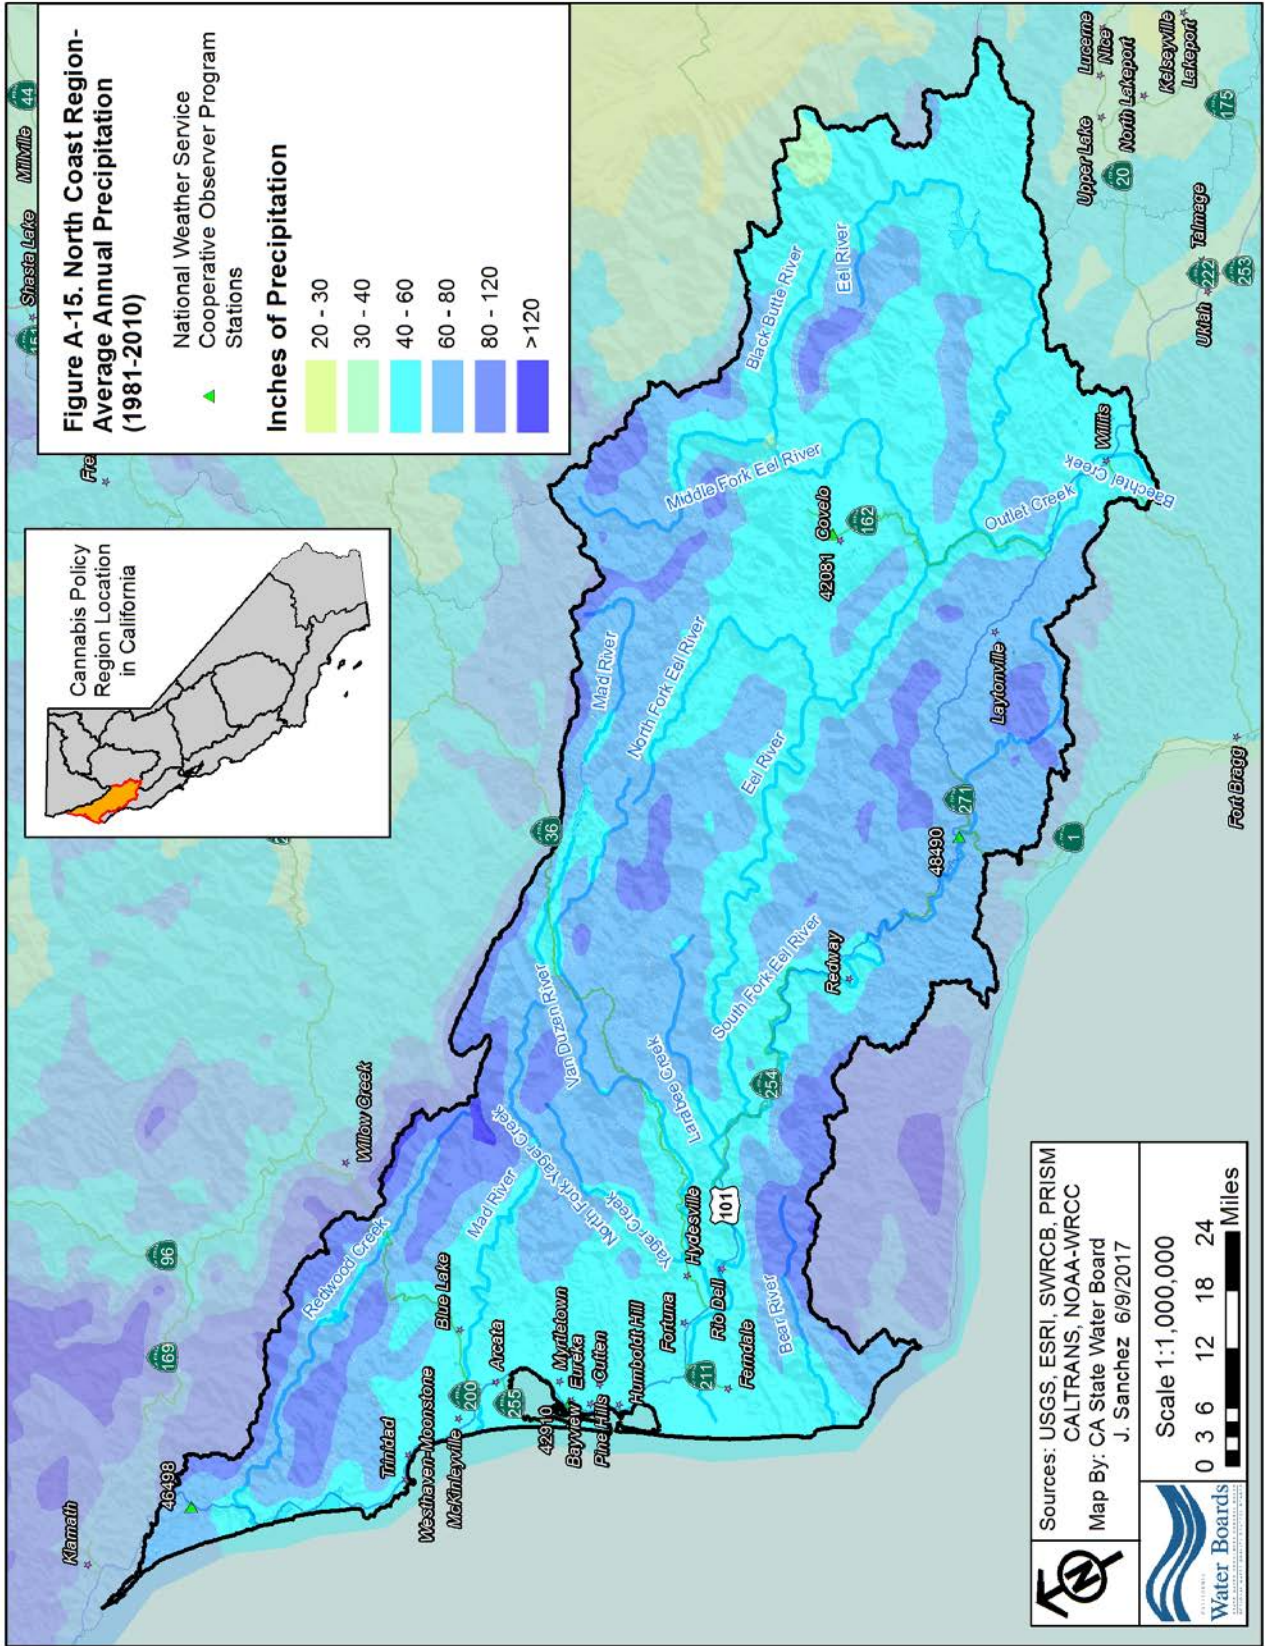 Figure A-15. North Coast Region-
Average Annual Precipitation
(1981-2010)
National Weather Service
Cooperative Observer Program
Stations
Inches of Precipitation
20 - 30
30 - 40
40 - 60
60 - 80
80 - 120
>120
Cannabis Policy
Region Location
in California
151
Shasta Lake
Millville
44
Fre
Klamath
46498
169
96
Willow Creek
36
Redwood Creek
Trinidad
Westhaven-Moonstone
McKinleyville
200
Blue Lake
Mad River
255
Arcata
42910
Myrtletown
Bayview
Eureka
Pine Hills
Cutten
Humboldt Hill
North Fork Yager Creek
Yager Creek
Van Duzen River
Fortuna
Hydesville
211
Rio Dell
101
Ferndale
Bear River
Larabee Creek
254
South Fork Eel River
Redway
Eel River
Mad River
North Fork Eel River
48490
271
Laytonville
1
Fort Bragg
Middle Fork Eel River
42081
Covelo
162
Black Butte River
Eel River
Outlet Creek
Willits
Baechtel Creek
Upper Lake
Lucerne
Nice
North Lakeport
20
Kelseyville
Lakeport
175
Ukiah
222
Talmage
253
N
Sources: USGS, ESRI, SWRCB, PRISM
CALTRANS, NOAA-WRCC
Map By: CA State Water Board
J. Sanchez 6/9/2017
Scale 1:1,000,000
0 3 6 12 18 24
Miles
CALIFORNIA
Water Boards